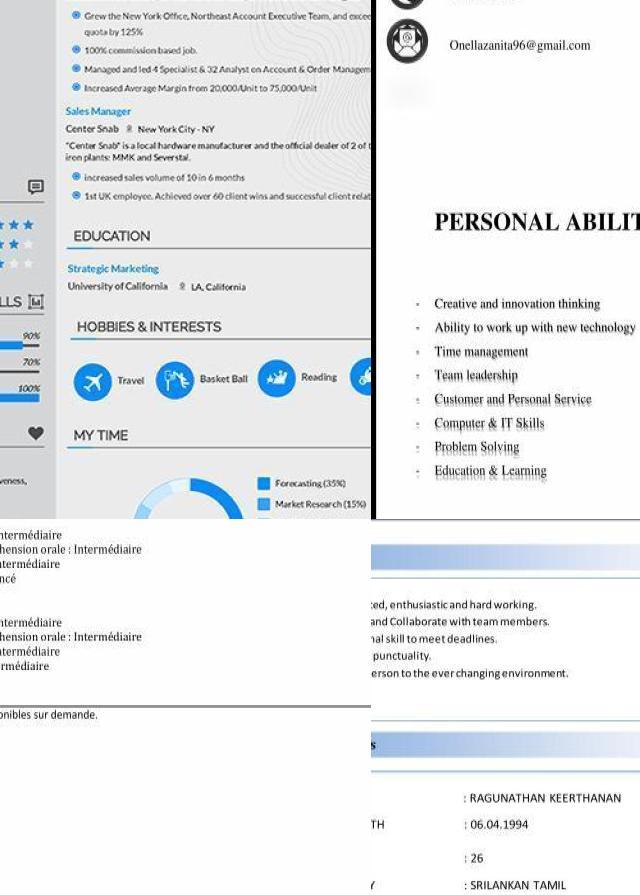 Grew the New York Office, Northeast Account Executive Team, and excee
quota by 125%
100% commission based job.
Managed and led 4 Specialist & 32 Analyst on Account & Order Managem
Increased Average Margin from 20,000/Unit to 75,000/Unit
Sales Manager
Center Snab New York City - NY
"Center Snab" is a local hardware manufacturer and the official dealer of 2 of t
iron plants: MMK and Severstal.
increased sales volume of 10 in 6 months
1st UK employee. Achieved over 60 client wins and successful client relat
EDUCATION
Strategic Marketing
University of California LA, California
LLS
90%
70%
100%
HOBBIES & INTERESTS
Travel
Basket Ball
Reading
MY TIME
veness,
Forecasting (35%)
Market Research (15%)
Onellazanita96@gmail.com
PERSONAL ABILIT
- Creative and innovation thinking
- Ability to work up with new technology
- Time management
- Team leadership
- Customer and Personal Service
- Computer & IT Skills
- Problem Solving
- Education & Learning
ntermédiaire
hension orale : Intermédiaire
ntermédiaire
ncé
ntermédiaire
hension orale : Intermédiaire
ntermédiaire
rmédiaire
onibles sur demande.
ted, enthusiastic and hard working.
and Collaborate with team members.
nal skill to meet deadlines.
punctuality.
erson to the ever changing environment.
s
: RAGUNATHAN KEERTHANAN
TH : 06.04.1994
: 26
Y : SRILANKAN TAMIL